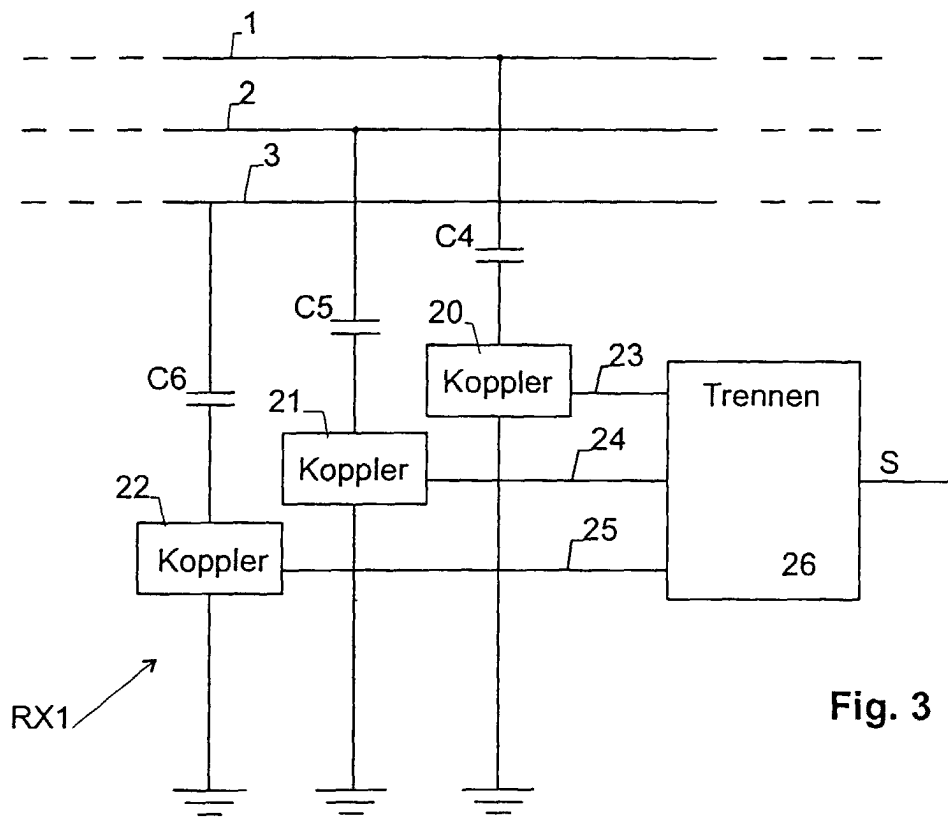 1
2
3
C4
C5
20
23
Koppler
Trennen
C6
21
24
Koppler
S
22
25
Koppler
26
RX1
Fig. 3